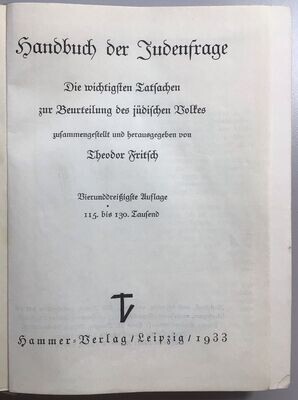 Handbuch der Judenfrage
Die wichtigsten Tatsachen
zur Beurteilung des jüdischen Volkes
zusammengestellt und herausgegeben von
Theodor Fritsch
Vierunddreißigste Auflage
115. bis 130. Tausend
Hammer-Verlag/Leipzig/1933